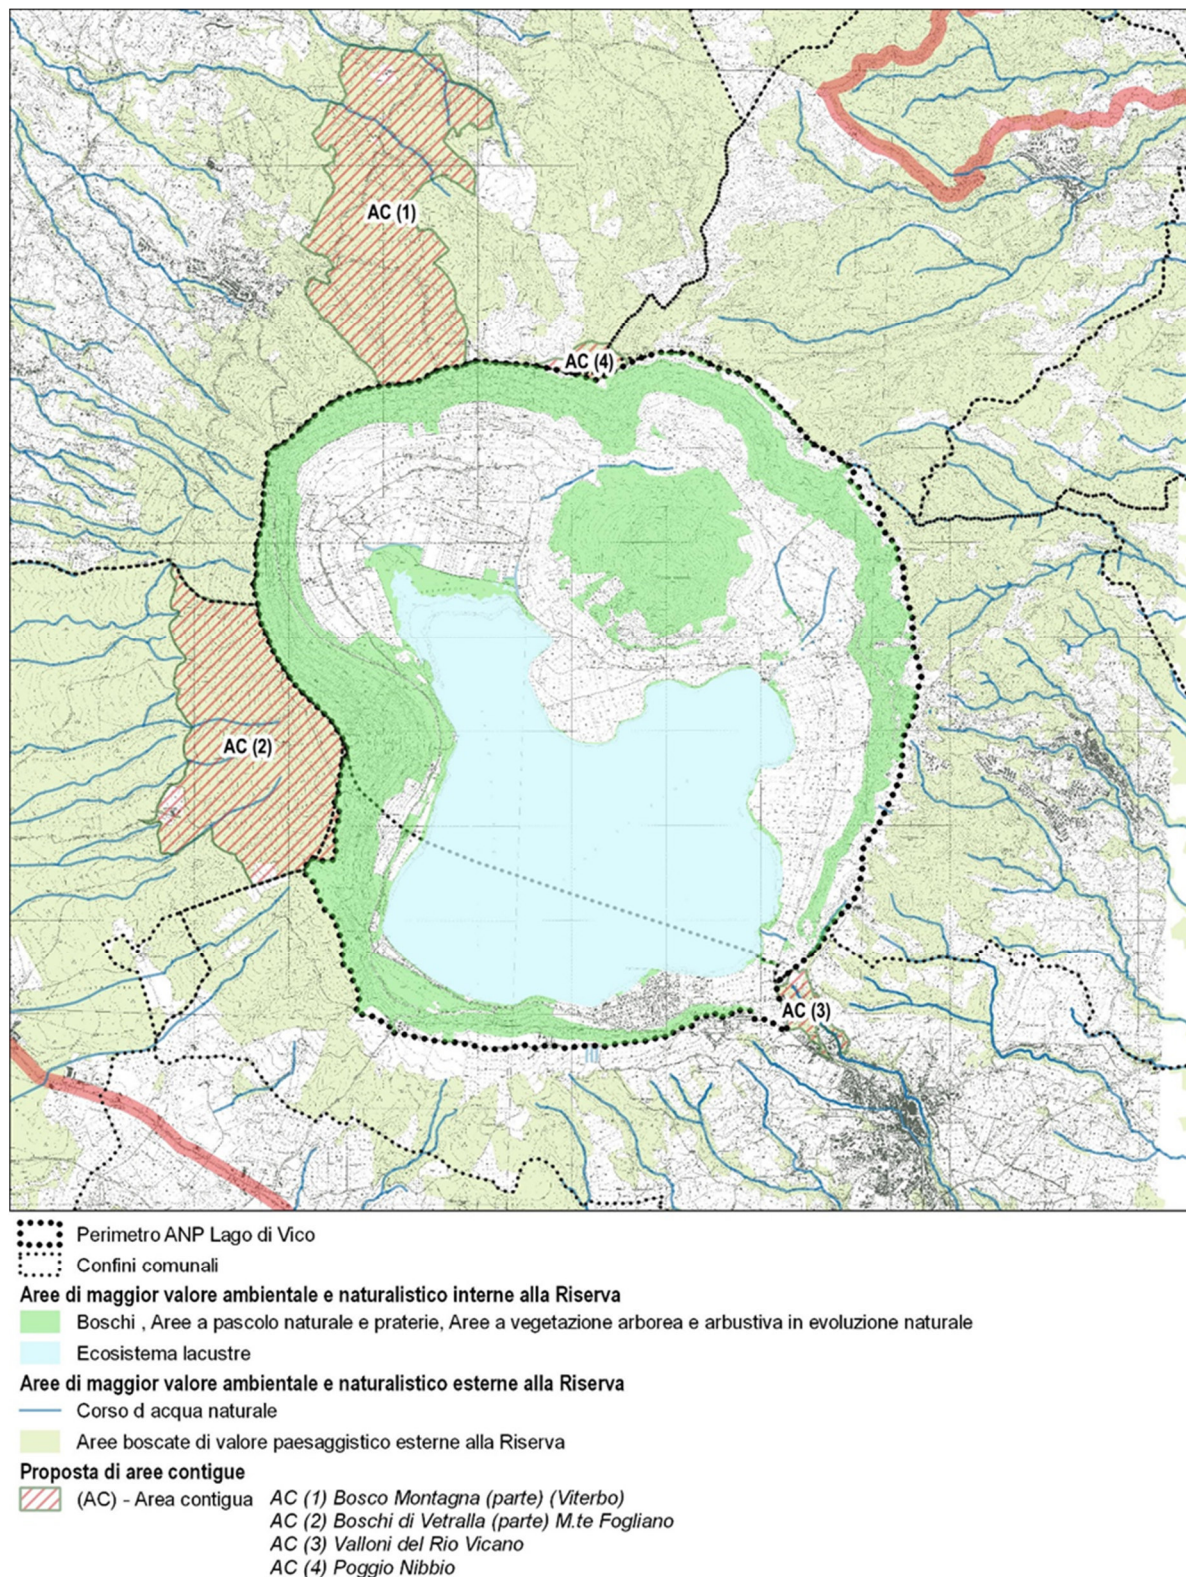 AC (1)
AC (4)
AC (2)
AC (3)
Perimetro ANP Lago di Vico
Confini comunali
Aree di maggior valore ambientale e naturalistico interne alla Riserva
Boschi , Aree a pascolo naturale e praterie, Aree a vegetazione arborea e arbustiva in evoluzione naturale
Ecosistema lacustre
Aree di maggior valore ambientale e naturalistico esterne alla Riserva
Corso d acqua naturale
Aree boscate di valore paesaggistico esterne alla Riserva
Proposta di aree contigue
(AC) - Area contigua
AC (1) Bosco Montagna (parte) (Viterbo)
AC (2) Boschi di Vetralla (parte) M.te Fogliano
AC (3) Valloni del Rio Vicano
AC (4) Poggio Nibbio